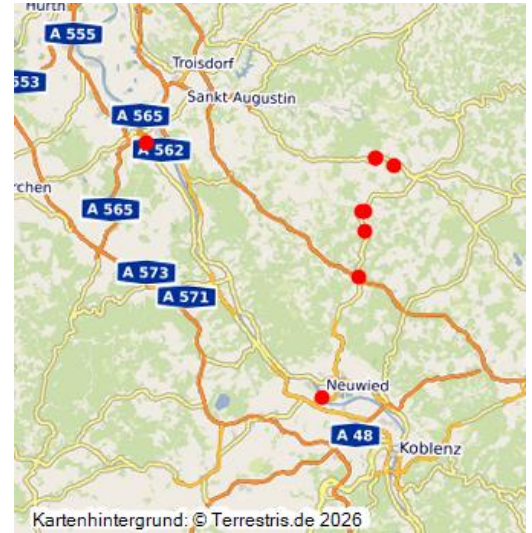 Hürth
A 555
Troisdorf
553
Sankt Augustin
A 565
A 562
rchen
A 565
A 573
A 571
Neuwied
A 48
Koblenz
Kartenhintergrund: © Terrestris.de 2026